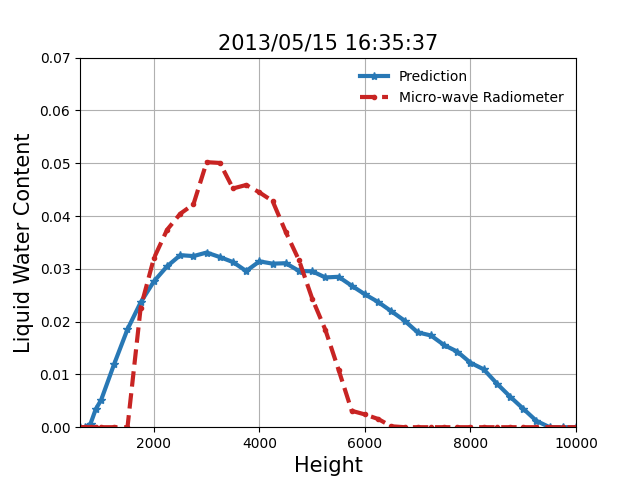 2013/05/15 16:35:37
Prediction
Micro-wave Radiometer
Liquid Water Content
0.07
0.06
0.05
0.04
0.03
0.02
0.01
0.00
2000 4000 6000 8000 10000
Height